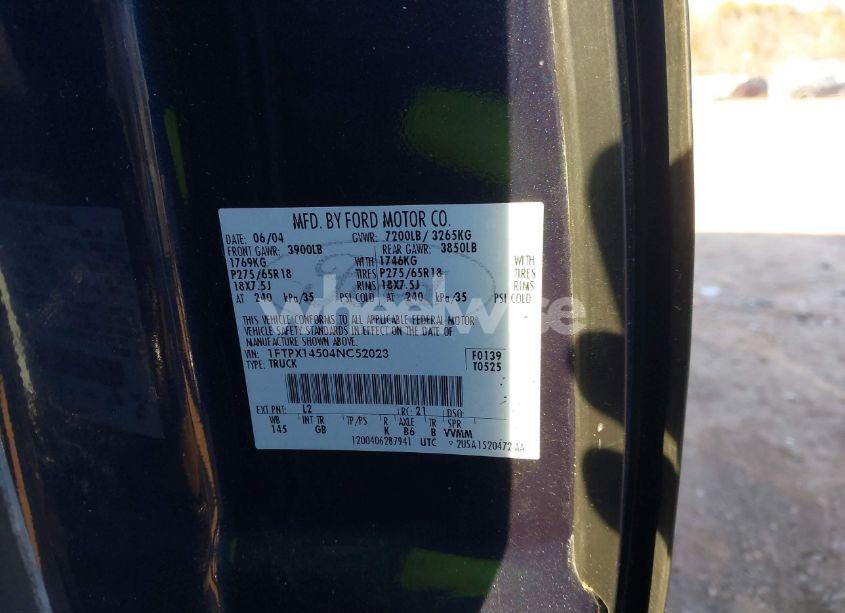 MFD. BY FORD MOTOR CO.
DATE: 06/04 GVWR: 7200LB/ 3265KG
FRONT GAWR: 3900LB REAR GAWR: 3850LB
1769KG WITH 1746KG WITH
P275/65R18 TIRES P275/65R18 TIRES
18X7.5J RIMS 18X7.5J RIMS
AT 240 kPa/35 PSI COLD AT 240 kPa/35 PSI COLD
THIS VEHICLE CONFORMS TO ALL APPLICABLE FEDERAL MOTOR
VEHICLE SAFETY STANDARDS IN EFFECT ON THE DATE OF
MANUFACTURE SHOWN ABOVE.
VIN: 1FTPX14504NC52023 F0139
TYPE: TRUCK T0525
EXT PNT: L2 RC: 21 DSO:
WB INT TR TP/PS R AXLE TR SPR
145 GB K B6 B VVMM
1200406287941 UTC 2U5A1520472 AA
wheelwise